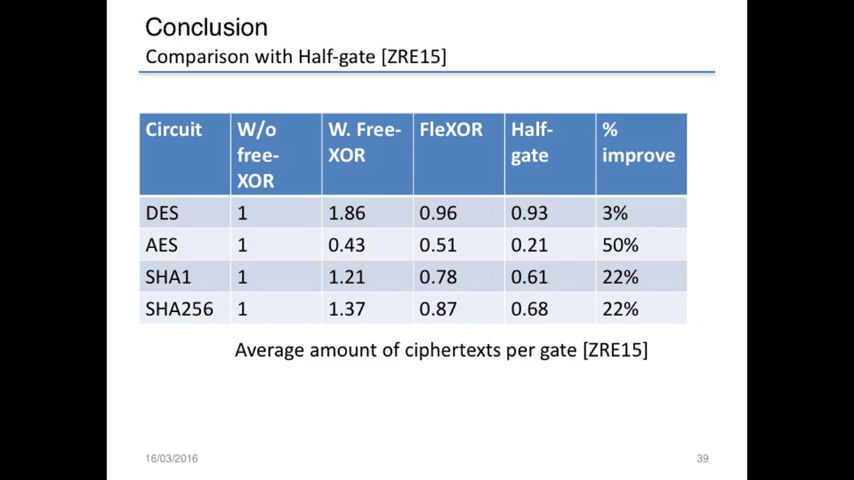 Conclusion
Comparison with Half-gate [ZRE15]
Circuit W/o free-XOR W. Free-XOR FleXOR Half-gate % improve
DES 1 1.86 0.96 0.93 3%
AES 1 0.43 0.51 0.21 50%
SHA1 1 1.21 0.78 0.61 22%
SHA256 1 1.37 0.87 0.68 22%
Average amount of ciphertexts per gate [ZRE15]
16/03/2016 39